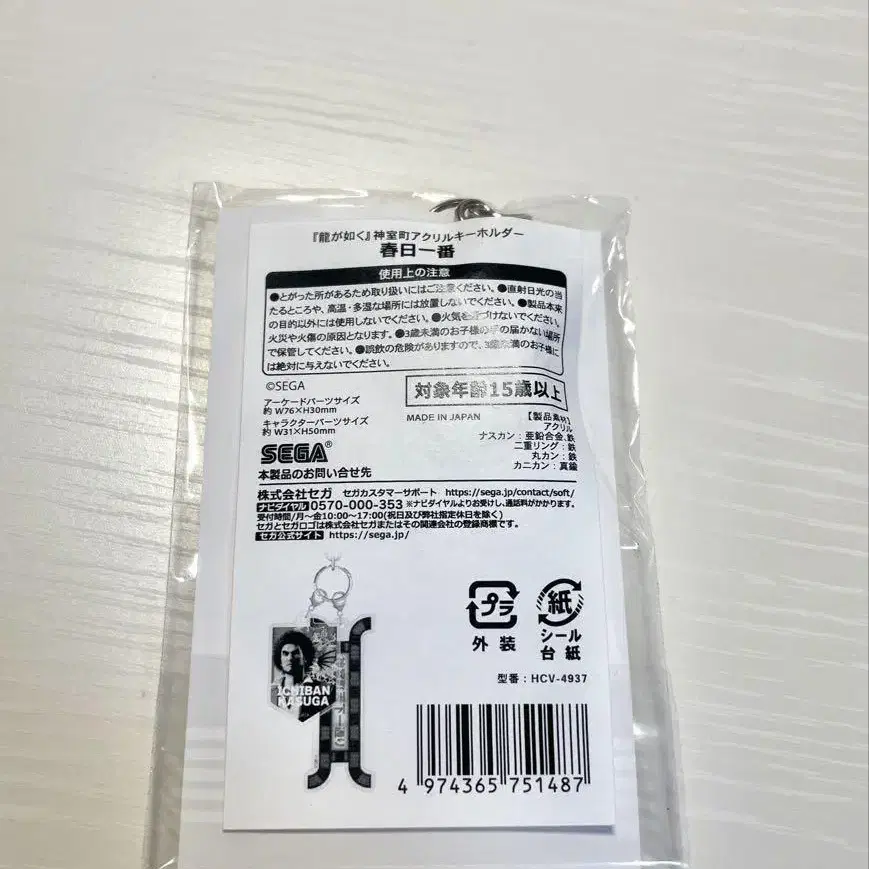 『龍が如く』神室町アクリルキーホルダー
春日一番
使用上の注意
●とがった所があるため取り扱いにはご注意ください。●直射日光の当
たるところや、高温・多湿な場所には放置しないでください。●製品本来
の目的以外には使用しないでください。●火気を近づけないでください。
火災や火傷の原因となります。●3歳未満のお子様の手の届かない場所
で保管してください。●誤飲の危険がありますので、3歳未満のお子様に
は絶対に与えないでください。
©SEGA
アーケードパーツサイズ
約 W76×H30mm
キャラクターパーツサイズ
約 W31×H50mm
対象年齢15歳以上
MADE IN JAPAN
【製品素材】
アクリル
ナスカン：亜鉛合金、鉄
二重リング：鉄
丸カン：鉄
カニカン：真鍮
SEGA®
本製品のお問い合せ先
株式会社セガ セガカスタマーサポート https://sega.jp/contact/soft/
ナビダイヤル 0570-000-353 ※ナビダイヤルよりお受けし、通話料がかかります。
受付時間/月～金10:00～17:00(祝日及び弊社指定休日を除く)
セガとセガロゴは株式会社セガまたはその関連会社の登録商標です。
セガ公式サイト https://sega.jp/
ICHIBAN
KASUGA
プラ
外装
紙
シール
台紙
型番：HCV-4937
4 974365 751487